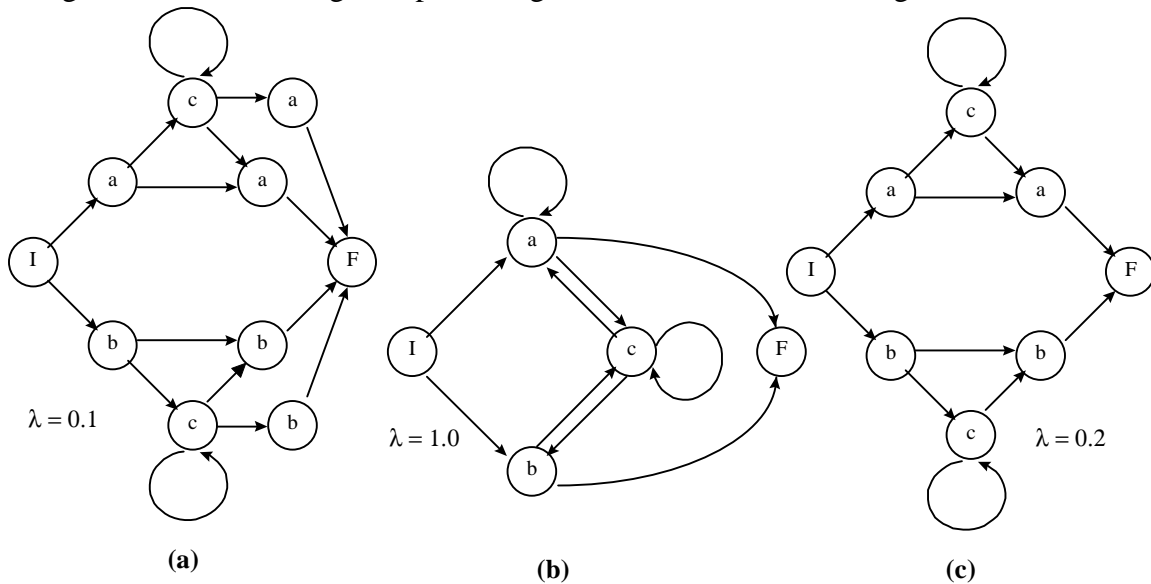 c a
a a
I F
b b
λ = 0.1
c b
(a)
a
I c F
λ = 1.0
b
(b)
c
a a
I F
b b
c λ = 0.2
(c)